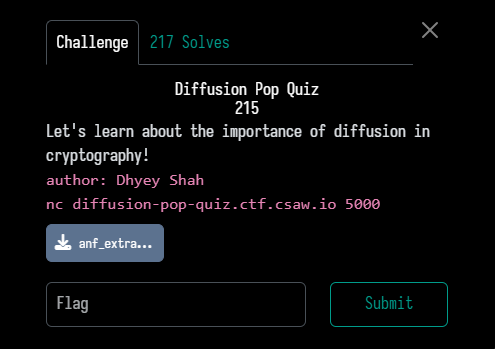 Challenge 217 Solves
Diffusion Pop Quiz
215
Let's learn about the importance of diffusion in
cryptography!
author: Dhyey Shah
nc diffusion-pop-quiz.ctf.csaw.io 5000
anf_extra...
Flag Submit